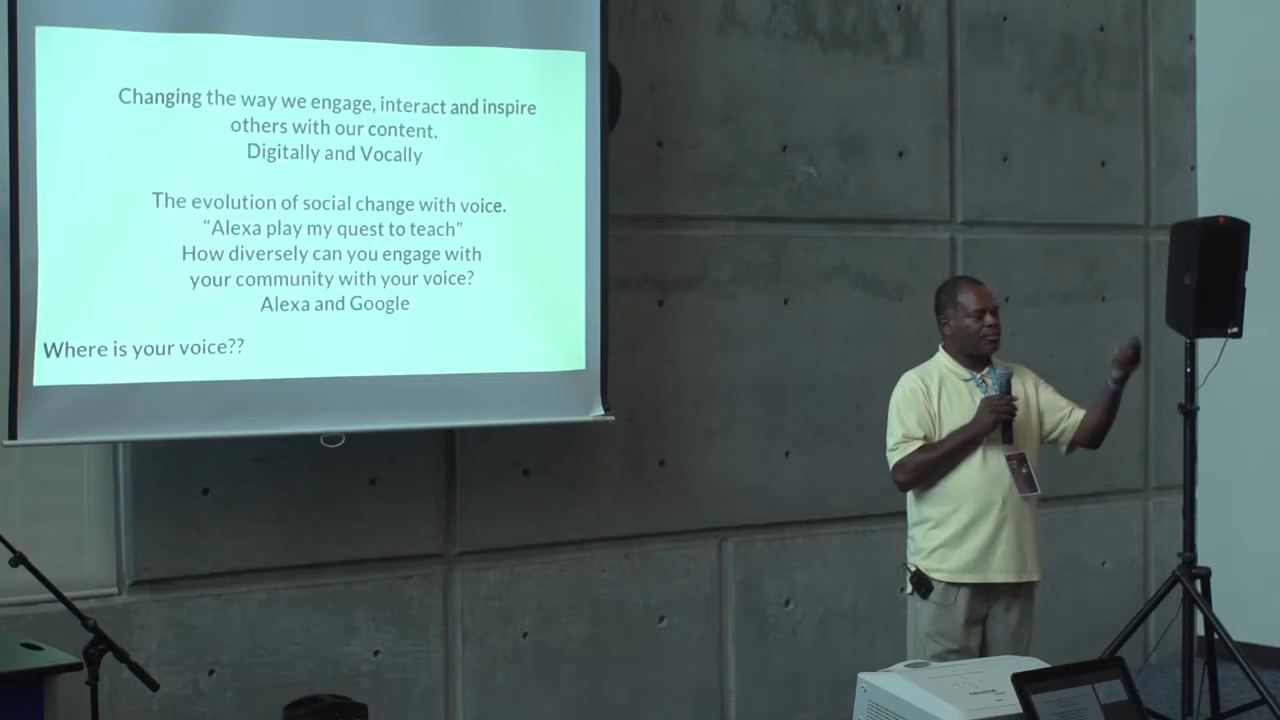 Changing the way we engage, interact and inspire
others with our content.
Digitally and Vocally
The evolution of social change with voice.
“Alexa play my quest to teach”
How diversely can you engage with
your community with your voice?
Alexa and Google
Where is your voice??